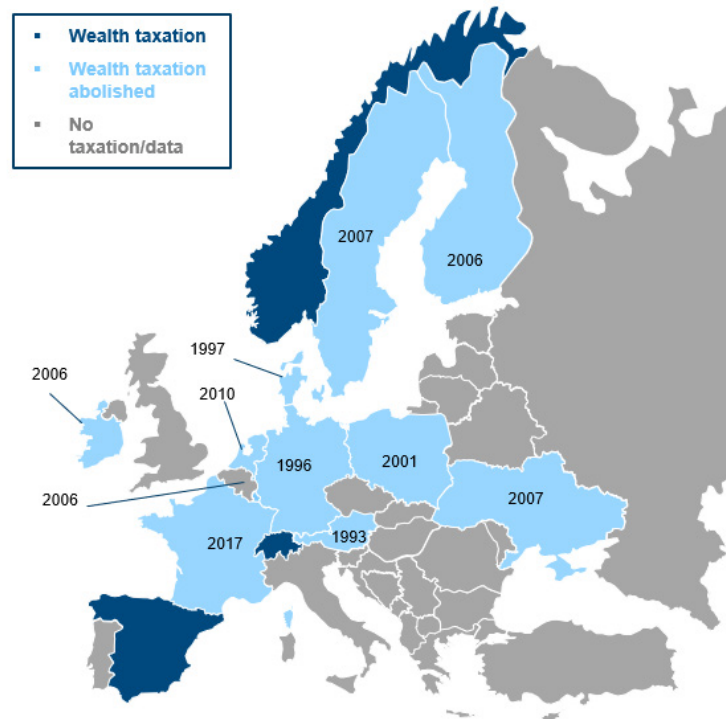 Wealth taxation
Wealth taxation
abolished
No
taxation/data
2007
2006
1997
2006
2010
1996
2001
2006
2007
2017
1993